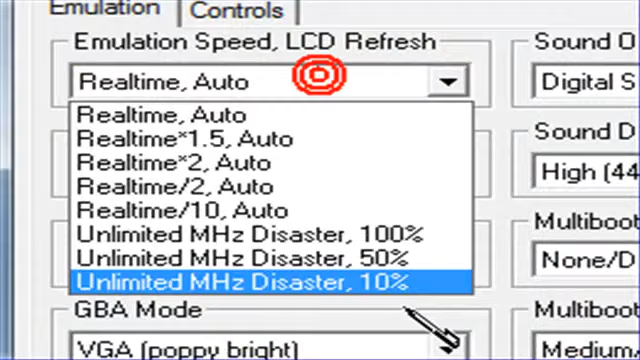 Emulation Controls
Emulation Speed, LCD Refresh
Realtime, Auto
Realtime, Auto
Realtime*1.5, Auto
Realtime*2, Auto
Realtime/2, Auto
Realtime/10, Auto
Unlimited MHz Disaster, 100%
Unlimited MHz Disaster, 50%
Unlimited MHz Disaster, 10%
GBA Mode
VGA (poppy bright)
Sound O
Digital S
Sound D
High (44
Multiboot
None/D
Multiboot
Medium,